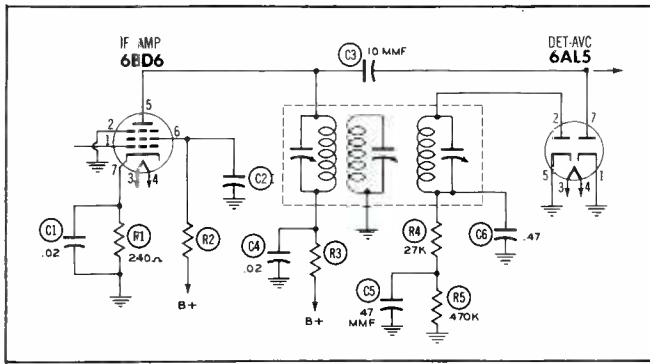 IF AMP
6BD6
C3
10 MMF
DET-AVC
6AL5
5
2
1
6
7
3
4
C2
2
7
5
3
4
1
C1
.02
R1
240Ω
R2
B+
C4
.02
R3
B+
R4
27K
C6
.47
C5
47
MMF
R5
470K